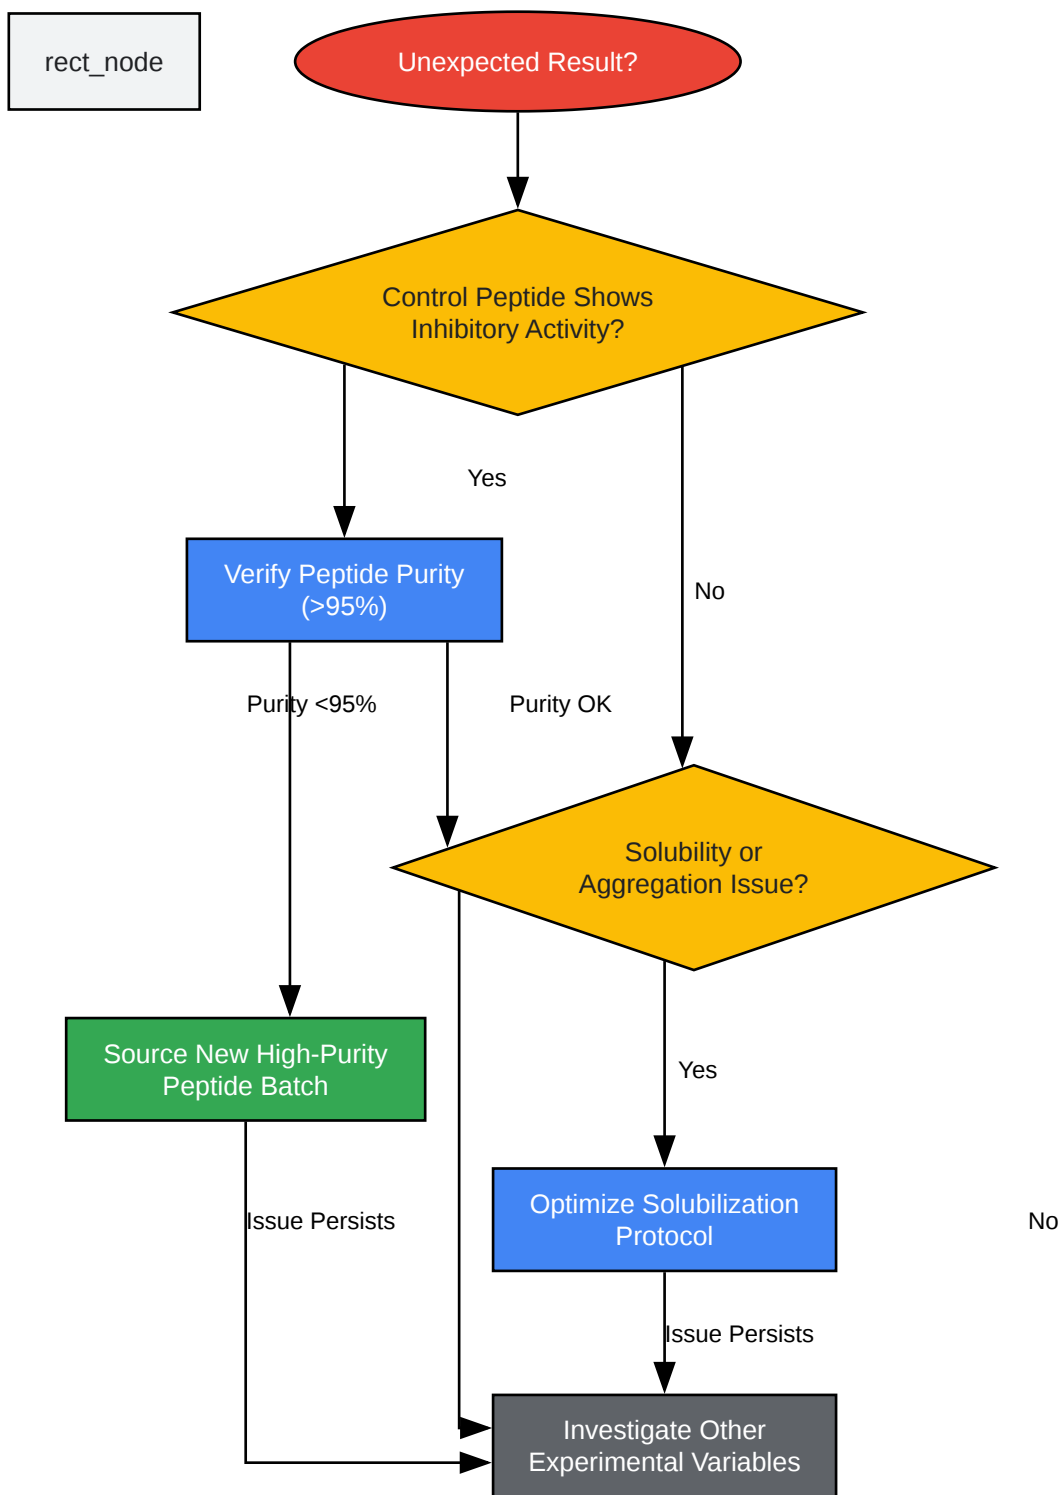 rect_node
Unexpected Result?
Control Peptide Shows
Inhibitory Activity?
Yes
Verify Peptide Purity
(>95%)
No
Purity <95%
Purity OK
Solubility or
Aggregation Issue?
Source New High-Purity
Peptide Batch
Yes
Optimize Solubilization
Protocol
Issue Persists
No
Issue Persists
Investigate Other
Experimental Variables